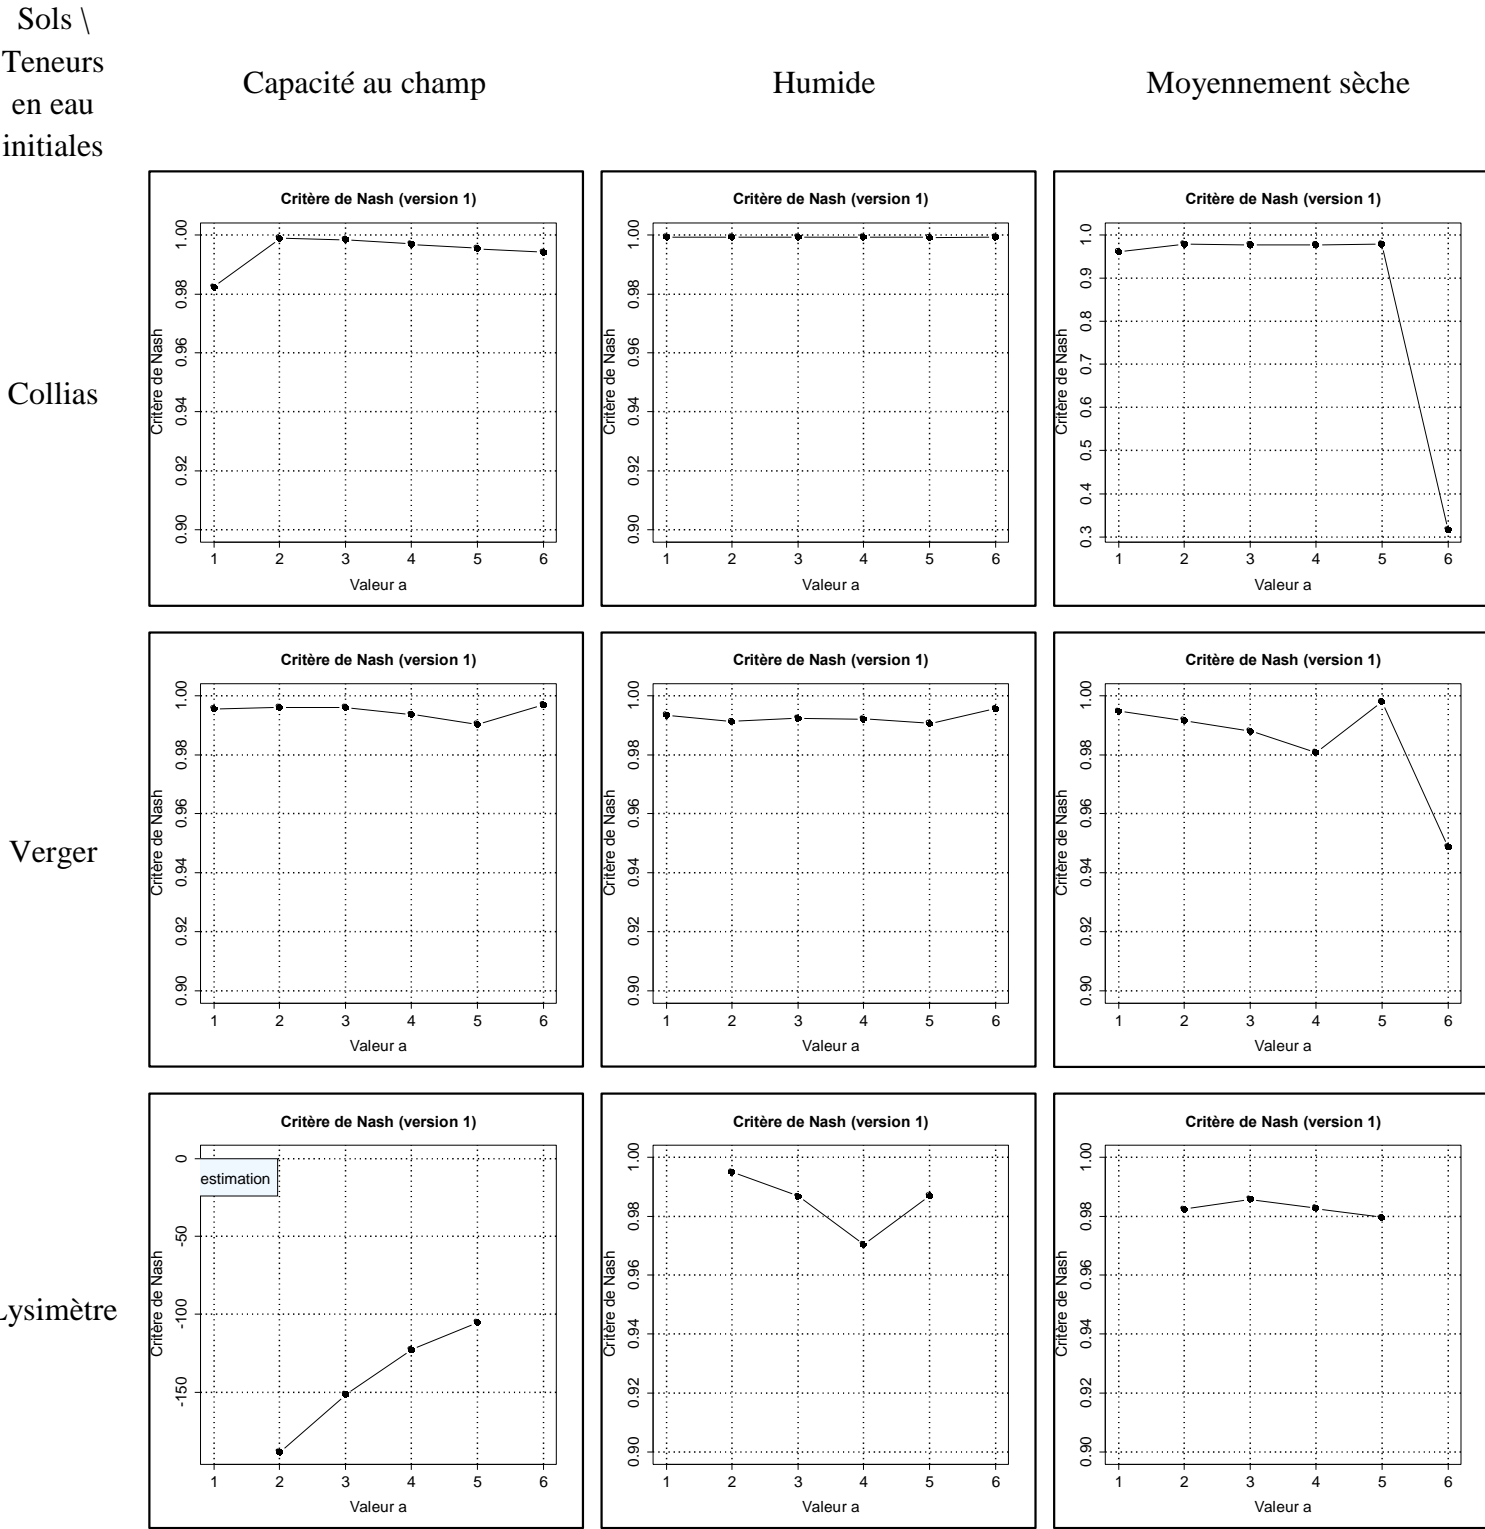 Sols \
Teneurs
en eau
initiales
Capacité au champ
Humide
Moyennement sèche
Collias
Critère de Nash (version 1)
Critère de Nash
1.00
0.98
0.96
0.94
0.92
0.90
1 2 3 4 5 6
Valeur a
Critère de Nash (version 1)
Critère de Nash
1.00
0.98
0.96
0.94
0.92
0.90
1 2 3 4 5 6
Valeur a
Critère de Nash (version 1)
Critère de Nash
1.0
0.9
0.8
0.7
0.6
0.5
0.4
0.3
1 2 3 4 5 6
Valeur a
Verger
Critère de Nash (version 1)
Critère de Nash
1.00
0.98
0.96
0.94
0.92
0.90
1 2 3 4 5 6
Valeur a
Critère de Nash (version 1)
Critère de Nash
1.00
0.98
0.96
0.94
0.92
0.90
1 2 3 4 5 6
Valeur a
Critère de Nash (version 1)
Critère de Nash
1.00
0.98
0.96
0.94
0.92
0.90
1 2 3 4 5 6
Valeur a
Lysimètre
Critère de Nash (version 1)
Critère de Nash
estimation
0
-50
-100
-150
1 2 3 4 5 6
Valeur a
Critère de Nash (version 1)
Critère de Nash
1.00
0.98
0.96
0.94
0.92
0.90
1 2 3 4 5 6
Valeur a
Critère de Nash (version 1)
Critère de Nash
1.00
0.98
0.96
0.94
0.92
0.90
1 2 3 4 5 6
Valeur a